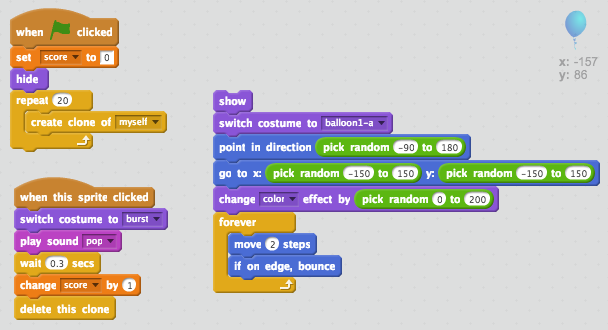 when clicked
set score to 0
hide
repeat 20
create clone of myself
when this sprite clicked
switch costume to burst
play sound pop
wait 0.3 secs
change score by 1
delete this clone
show
switch costume to balloon1-a
point in direction pick random -90 to 180
go to x: pick random -150 to 150 y: pick random -150 to 150
change color effect by pick random 0 to 200
forever
move 2 steps
if on edge, bounce
x: -157
y: 86